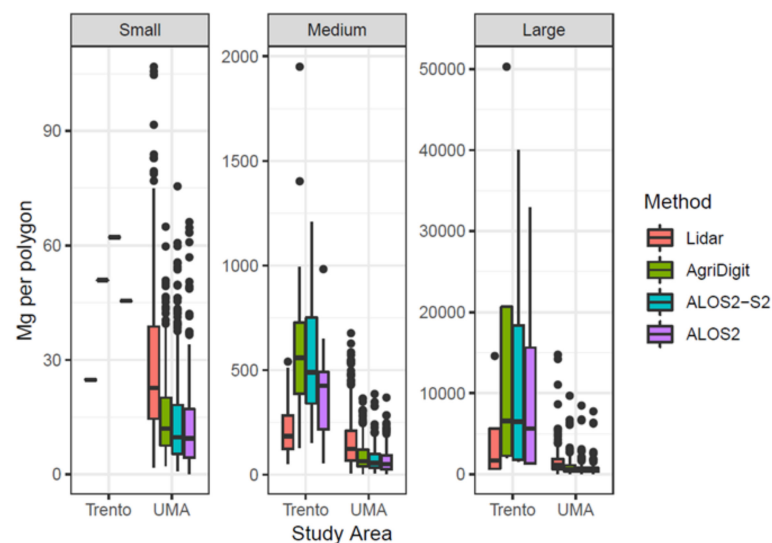 Small Medium Large
Mg per polygon
90
60
30
0
2000
1500
1000
500
0
50000
40000
30000
20000
10000
0
Trento UMA Trento UMA Trento UMA
Study Area
Method
Lidar
AgriDigit
ALOS2-S2
ALOS2